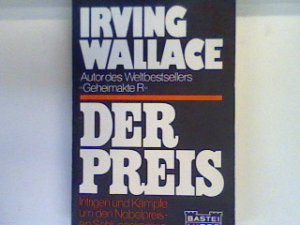 IRVING
WALLACE
Autor des Weltbestsellers
»Geheimakte R«
DER
PREIS
Intrigen und Kämpfe
um den Nobelpreis –
BASTEI